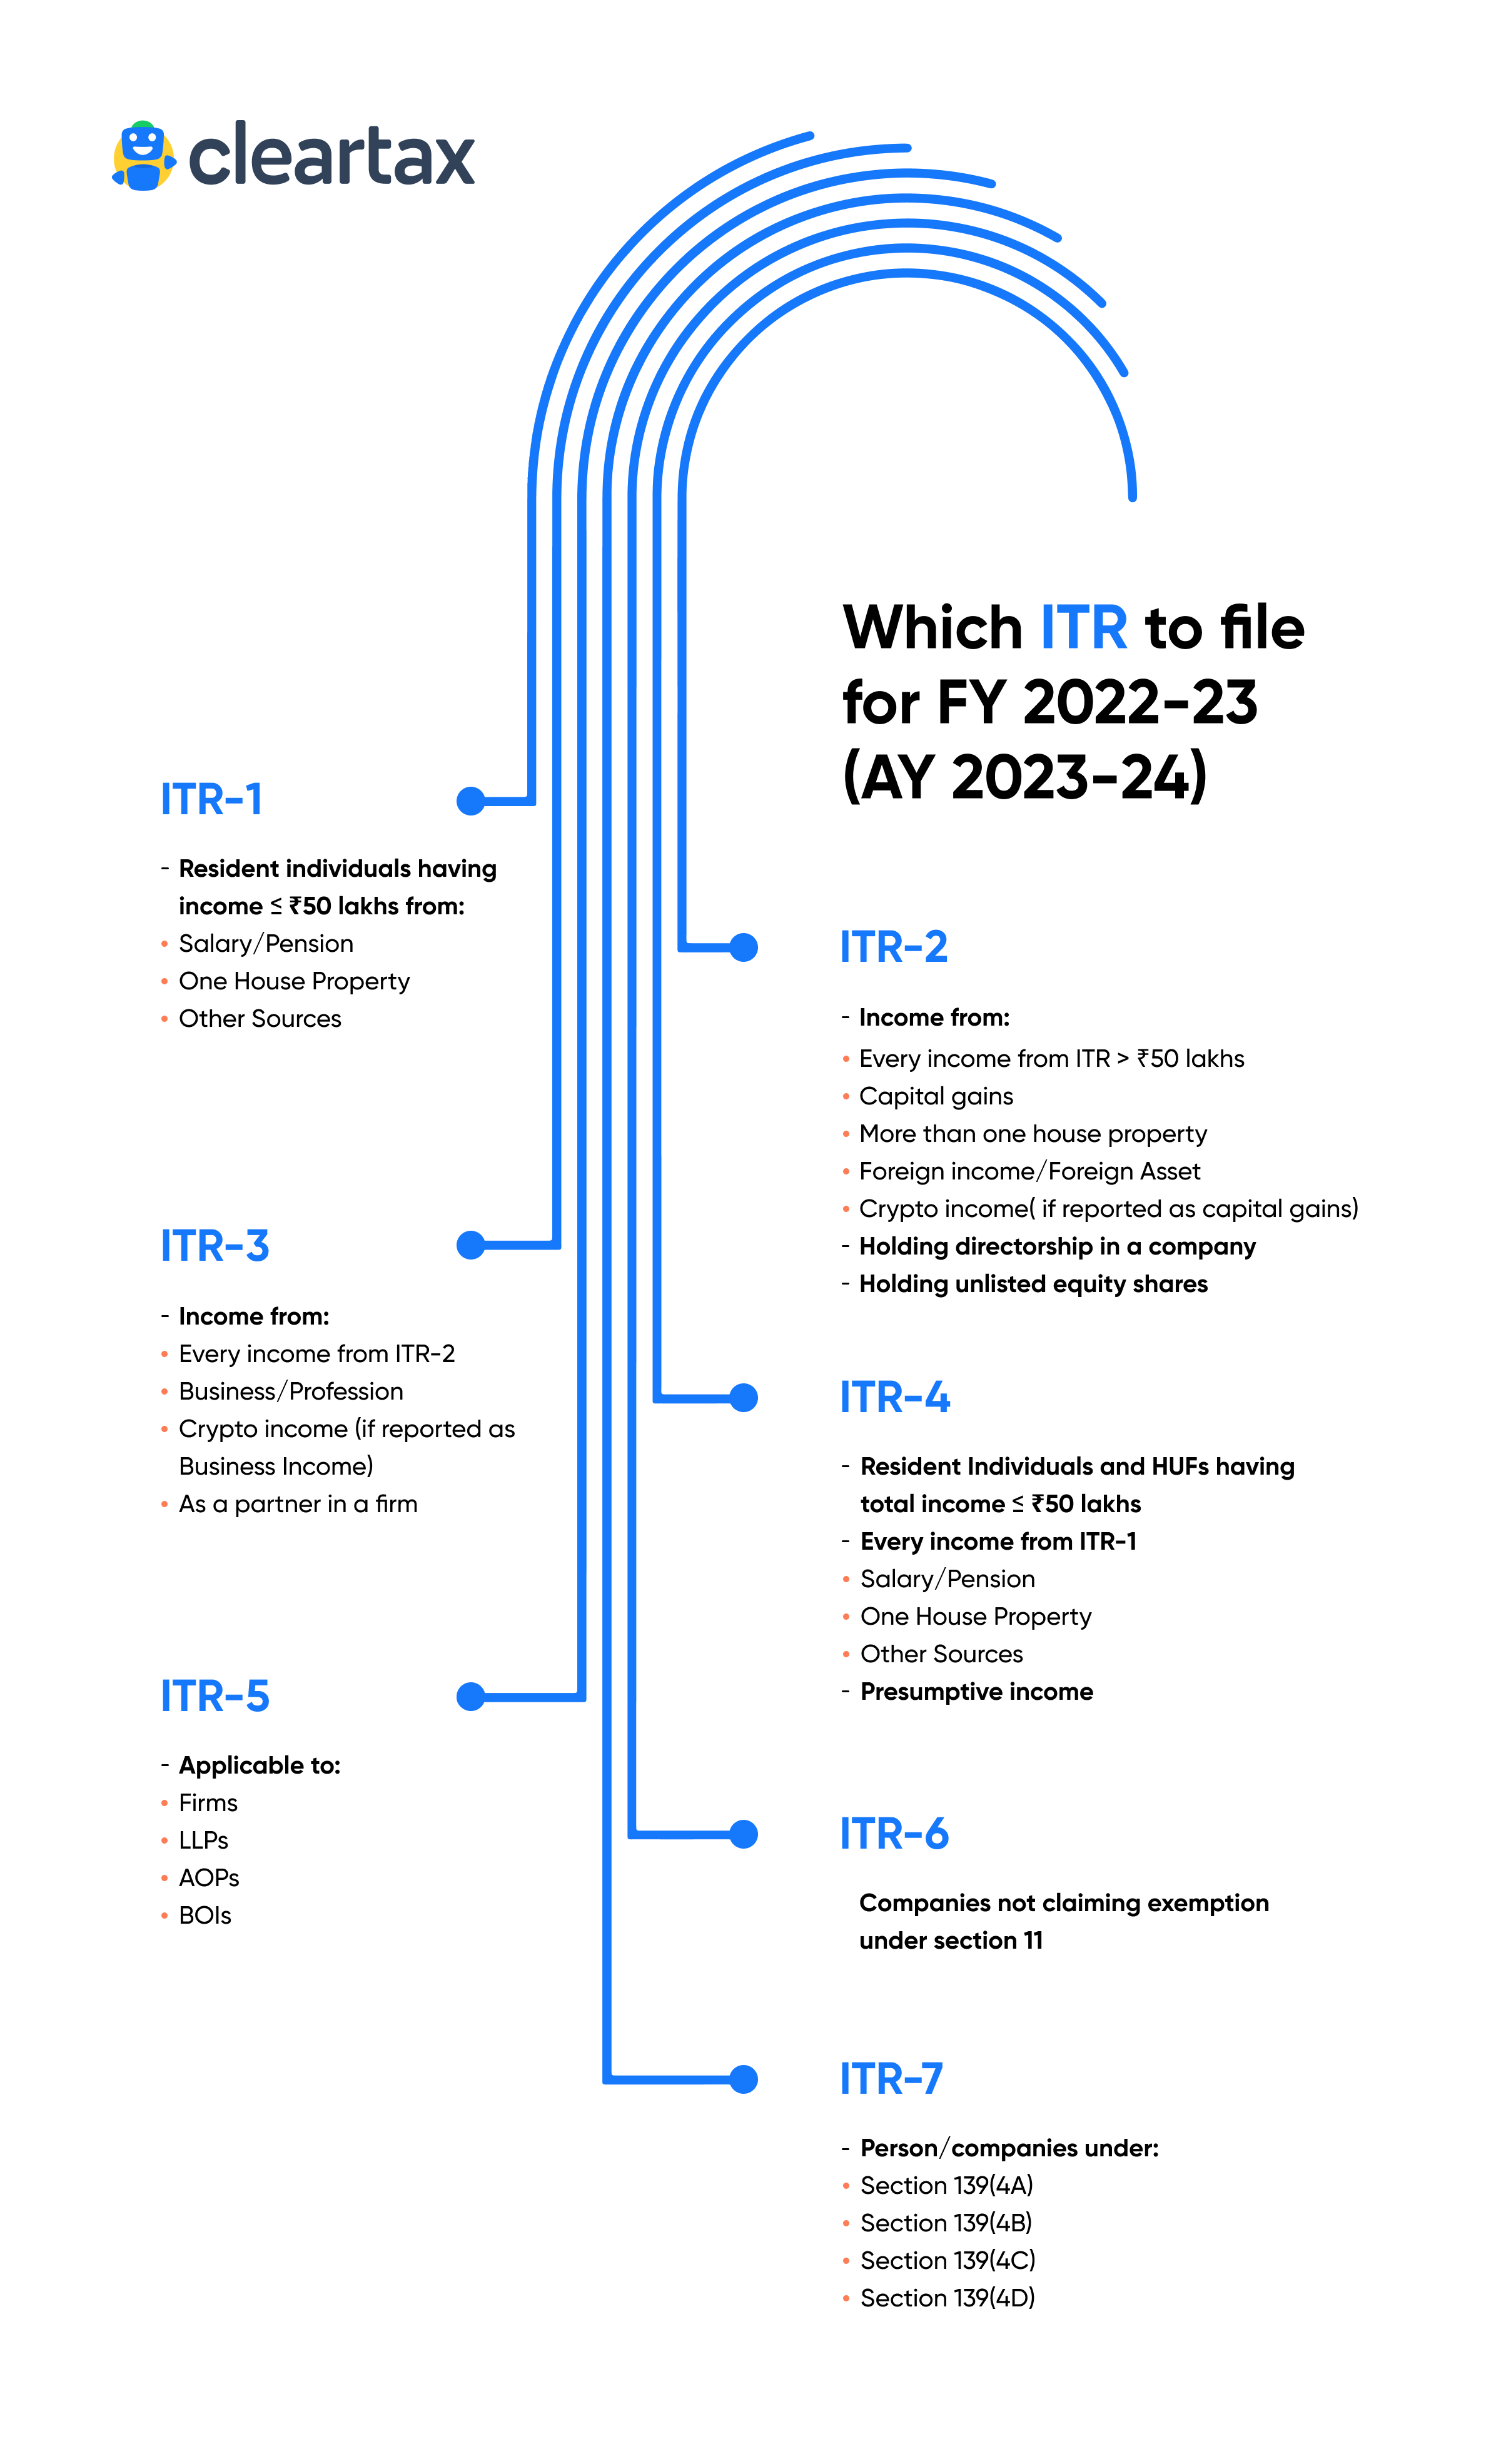 cleartax
Which ITR to file
for FY 2022-23
(AY 2023-24)
ITR-1
- Resident individuals having
income ≤ ₹50 lakhs from:
• Salary/Pension
• One House Property
• Other Sources
ITR-2
- Income from:
• Every income from ITR > ₹50 lakhs
• Capital gains
• More than one house property
• Foreign income/Foreign Asset
• Crypto income( if reported as capital gains)
- Holding directorship in a company
- Holding unlisted equity shares
ITR-3
- Income from:
• Every income from ITR-2
• Business/Profession
• Crypto income (if reported as
Business Income)
• As a partner in a firm
ITR-4
- Resident Individuals and HUFs having
total income ≤ ₹50 lakhs
- Every income from ITR-1
• Salary/Pension
• One House Property
• Other Sources
- Presumptive income
ITR-5
- Applicable to:
• Firms
• LLPs
• AOPs
• BOIs
ITR-6
Companies not claiming exemption
under section 11
ITR-7
- Person/companies under:
• Section 139(4A)
• Section 139(4B)
• Section 139(4C)
• Section 139(4D)